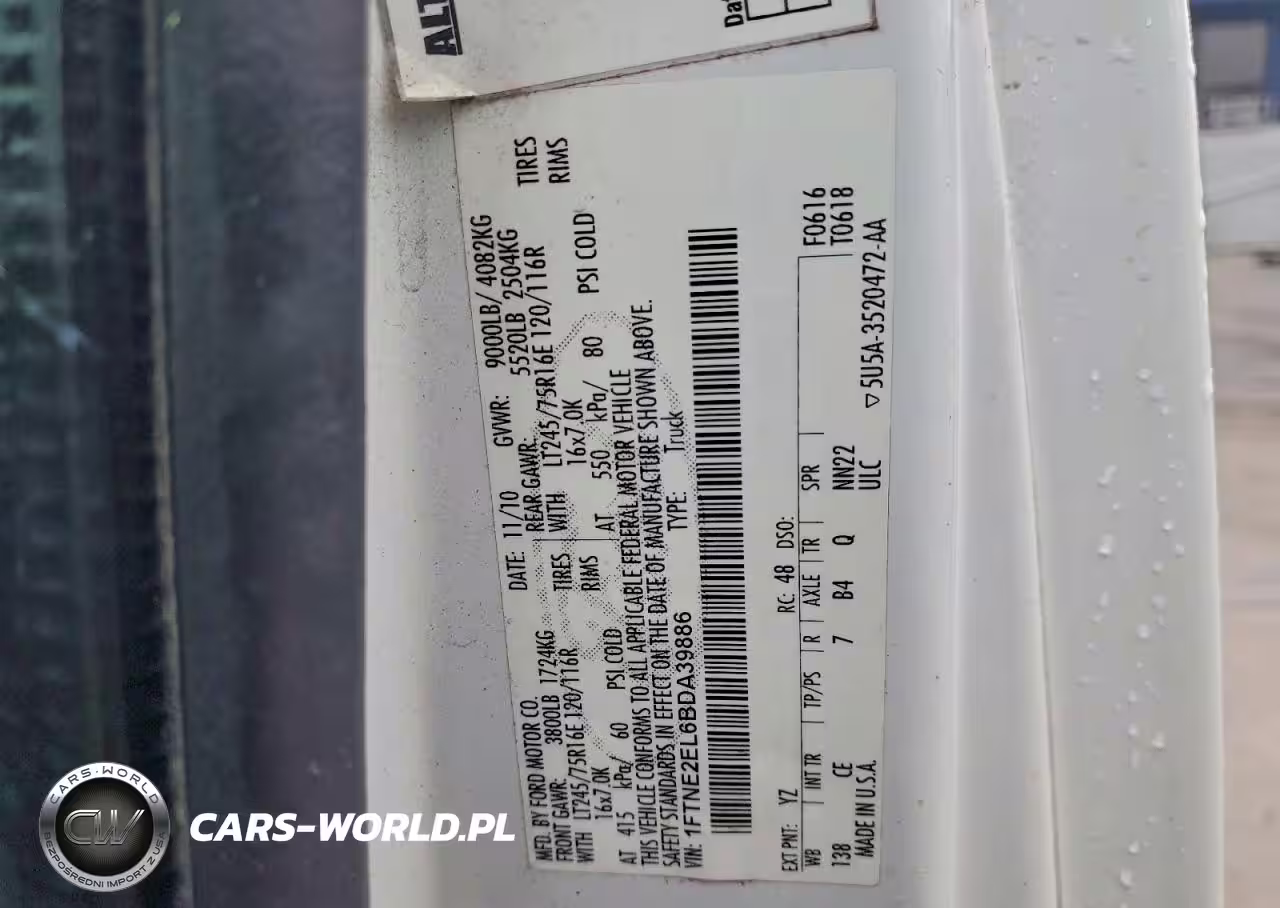 ALT
Da
MFD. BY FORD MOTOR CO. DATE: 11/10 GVWR: 9000LB/ 4082KG
FRONT GAWR: 3800LB 1724KG REAR GAWR: 5520LB 2504KG
WITH LT245/75R16E 120/116R TIRES WITH LT245/75R16E 120/116R TIRES
16x7.0K RIMS 16x7.0K RIMS
AT 415 kPa/ 60 PSI COLD AT 550 kPa/ 80 PSI COLD
THIS VEHICLE CONFORMS TO ALL APPLICABLE FEDERAL MOTOR VEHICLE
SAFETY STANDARDS IN EFFECT ON THE DATE OF MANUFACTURE SHOWN ABOVE.
VIN: 1FTNE2EL6BDA39886 TYPE: Truck
EXT PNT: YZ RC: 48 DSO:
WB INT TR TP/PS R AXLE TR SPR F0616
138 CE 7 B4 Q NN22 T0618
MADE IN U.S.A. ULC ▽5U5A-3520472-AA
CARS-WORLD
CW
BEZPOŚREDNI IMPORT Z USA
CARS-WORLD.PL